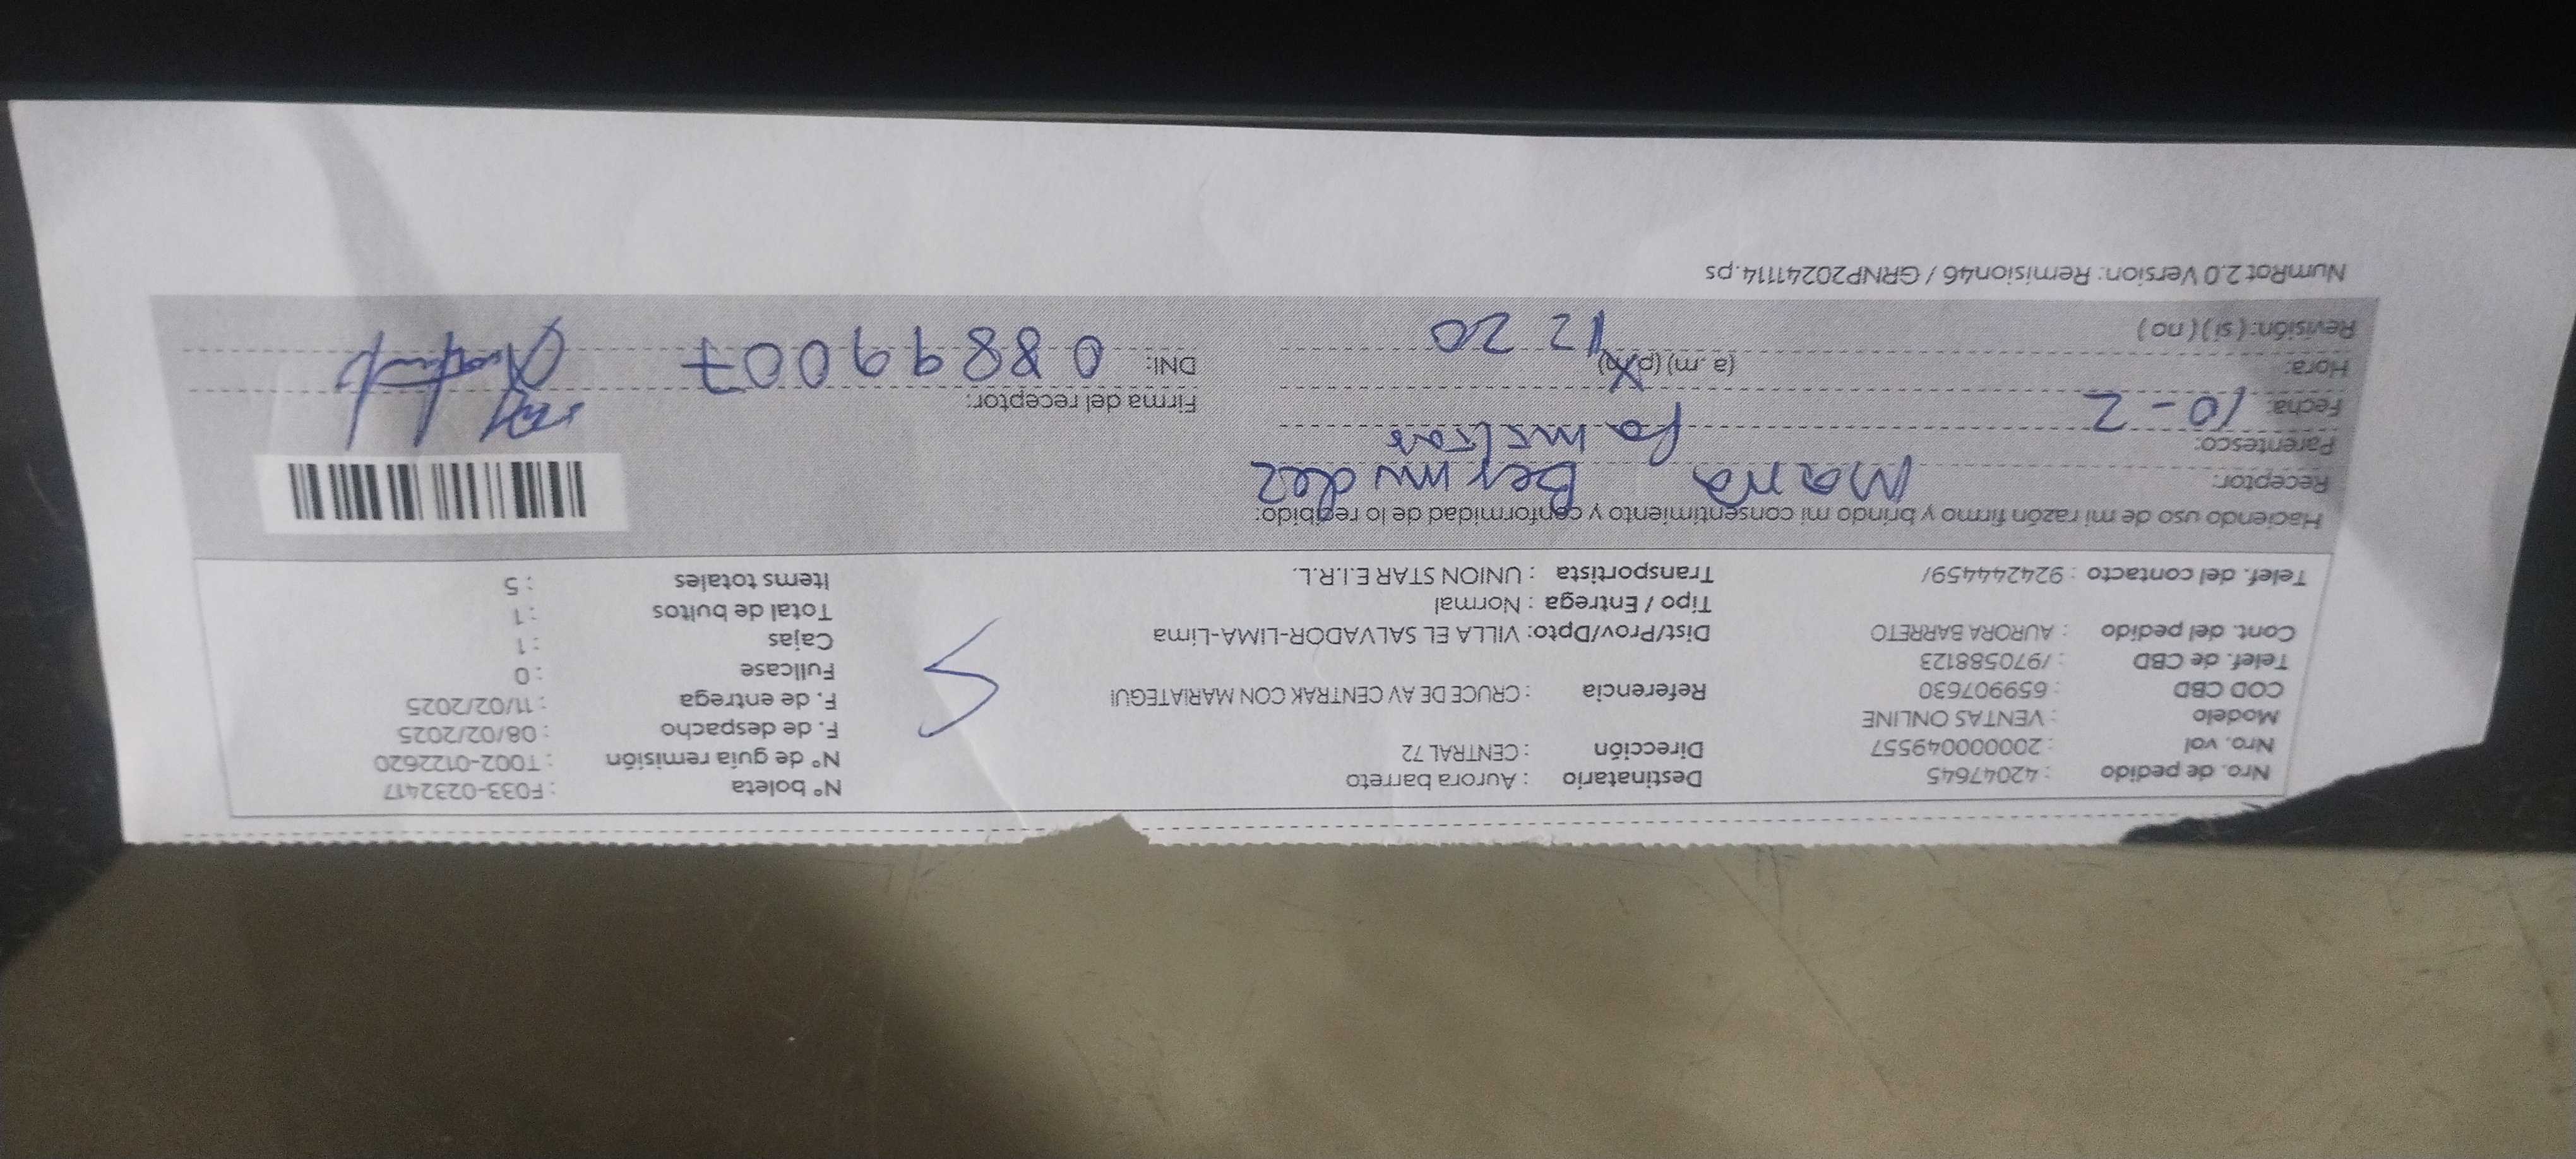 Nro. de pedido : 42047645 Destinatario : Aurora barreto N° boleta : F033-0232417
Nro. vol : 200000049557 Dirección : CENTRAL 72 N° de guía remisión : T002-0122620
Modelo : VENTAS ONLINE F. de despacho : 08/02/2025
COD CBD : 659907630 Referencia : CRUCE DE AV CENTRAK CON MARIATEGUI F. de entrega : 11/02/2025
Telef. de CBD : /970588123 Fullcase : 0
Cont. del pedido : AURORA BARRETO Dist/Prov/Dpto: VILLA EL SALVADOR-LIMA-Lima Cajas : 1
Tipo / Entrega : Normal Total de bultos : 1
Telef. del contacto : 924244459/ Transportista : UNION STAR E.I.R.L. Items totales : 5
5
Haciendo uso de mi razón firmo y brindo mi consentimiento y conformidad de lo recibido:
Receptor: Maria Bermudez
Parentesco: familiar
Fecha: 10-2 Firma del receptor:
Hora: 12 20 (a.m) (p.m) DNI: 08899007
Revisión: ( si ) ( no )
NumRot 2.0 Version: Remision46 / GRNP20241114.ps